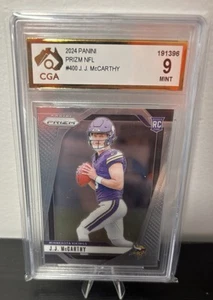 2024 PANINI
PRIZM NFL
#400 J. J. McCARTHY
CGA
191396
9
MINT
PRIZM
RC
J.J. McCARTHY